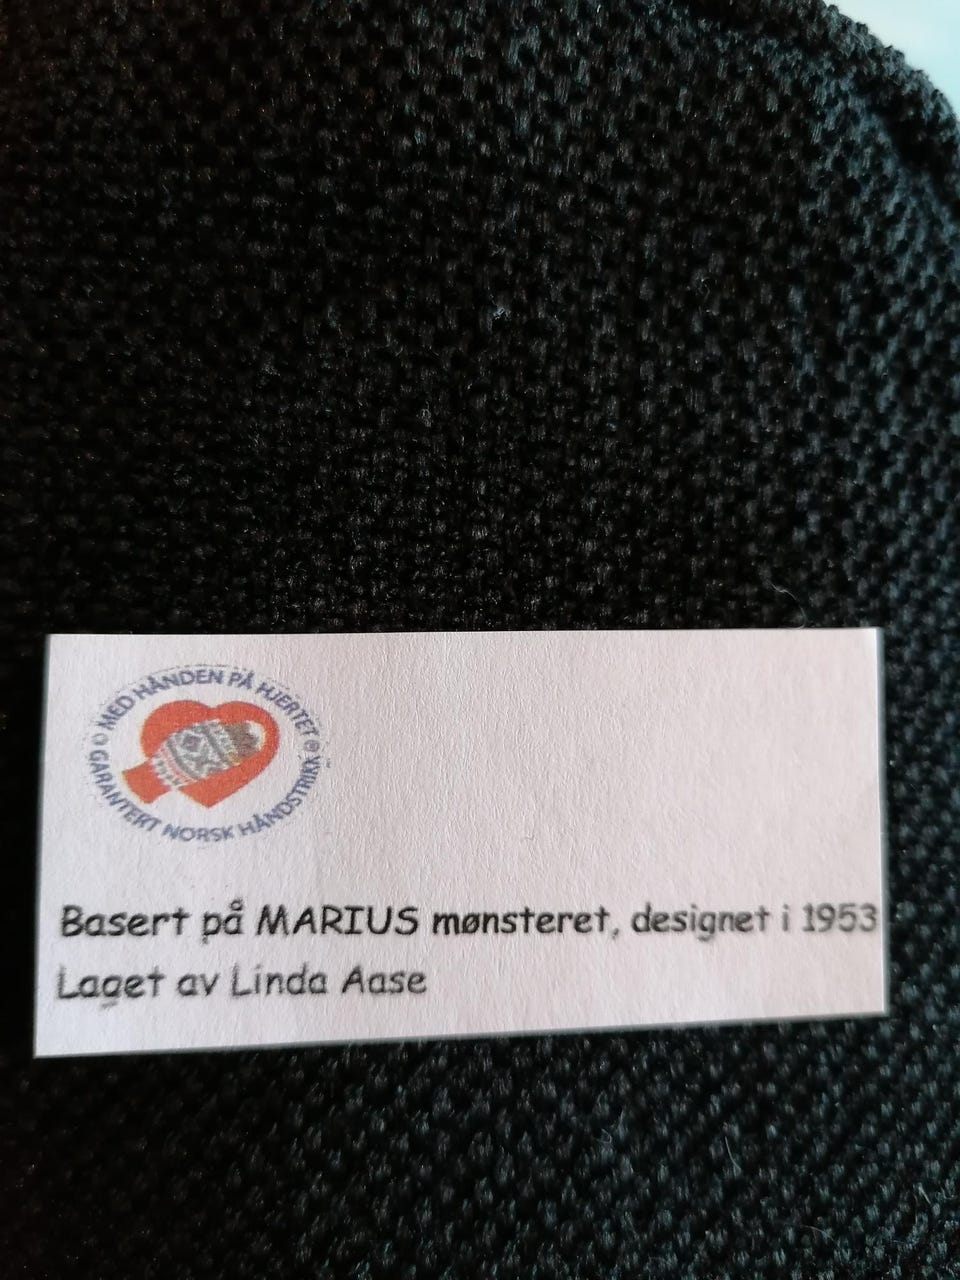 MED HÅNDEN PÅ HJERTET
GARANTERT NORSK HÅNDSTRIKK
Basert på MARIUS mønsteret, designet i 1953
Laget av Linda Aase